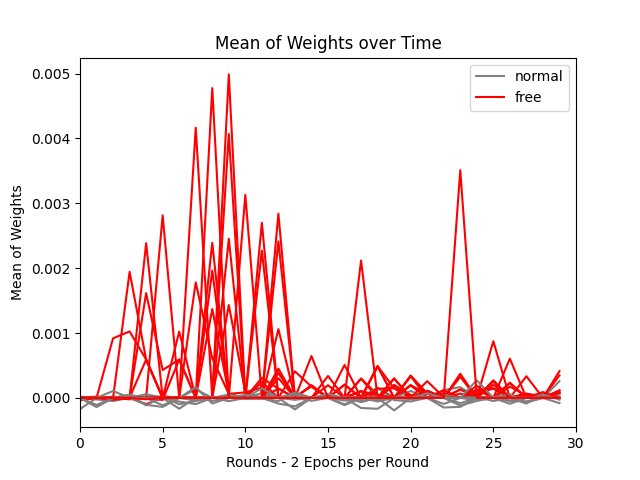 Mean of Weights over Time
normal
free
Mean of Weights
0.005
0.004
0.003
0.002
0.001
0.000
0 5 10 15 20 25 30
Rounds - 2 Epochs per Round